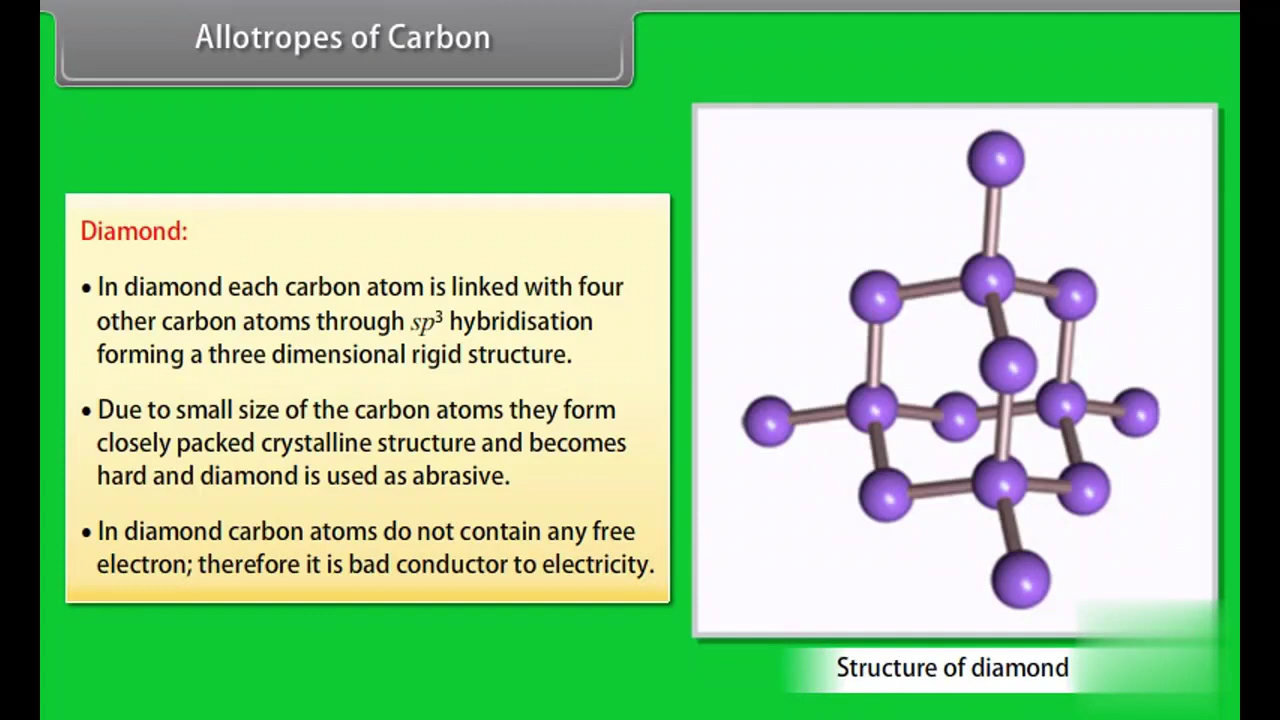 Allotropes of Carbon
Diamond:
• In diamond each carbon atom is linked with four
other carbon atoms through sp³ hybridisation
forming a three dimensional rigid structure.
• Due to small size of the carbon atoms they form
closely packed crystalline structure and becomes
hard and diamond is used as abrasive.
• In diamond carbon atoms do not contain any free
electron; therefore it is bad conductor to electricity.
Structure of diamond